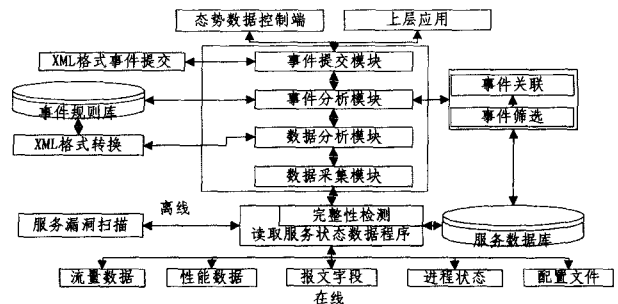 态势数据控制端
上层应用
XML格式事件提交
事件提交模块
事件规则库
事件分析模块
事件关联
事件筛选
XML格式转换
数据分析模块
数据采集模块
服务漏洞扫描
离线
完整性检测
读取服务状态数据程序
服务数据库
流量数据
性能数据
报文字段
进程状态
配置文件
在线